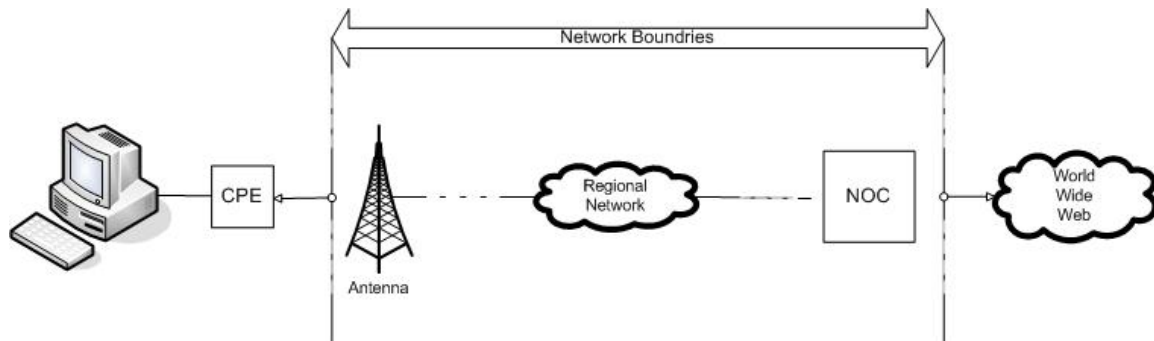 Network Boundries
CPE
Antenna
Regional
Network
NOC
World
Wide
Web